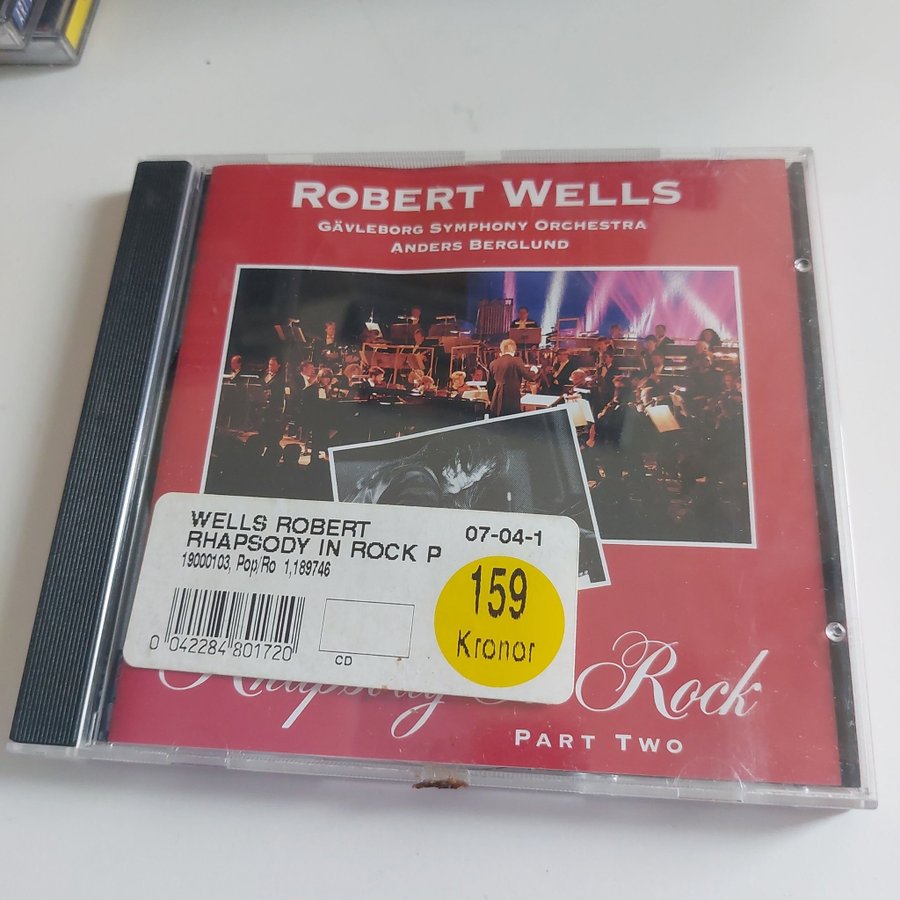 ROBERT WELLS
GÄVLEBORG SYMPHONY ORCHESTRA
ANDERS BERGLUND
WELLS ROBERT
07-04-1
RHAPSODY IN ROCK P
19000103, Pop/Ro 1,189746
159
Kronor
0 042284 801720
CD
Rhapsody Rock
PART TWO